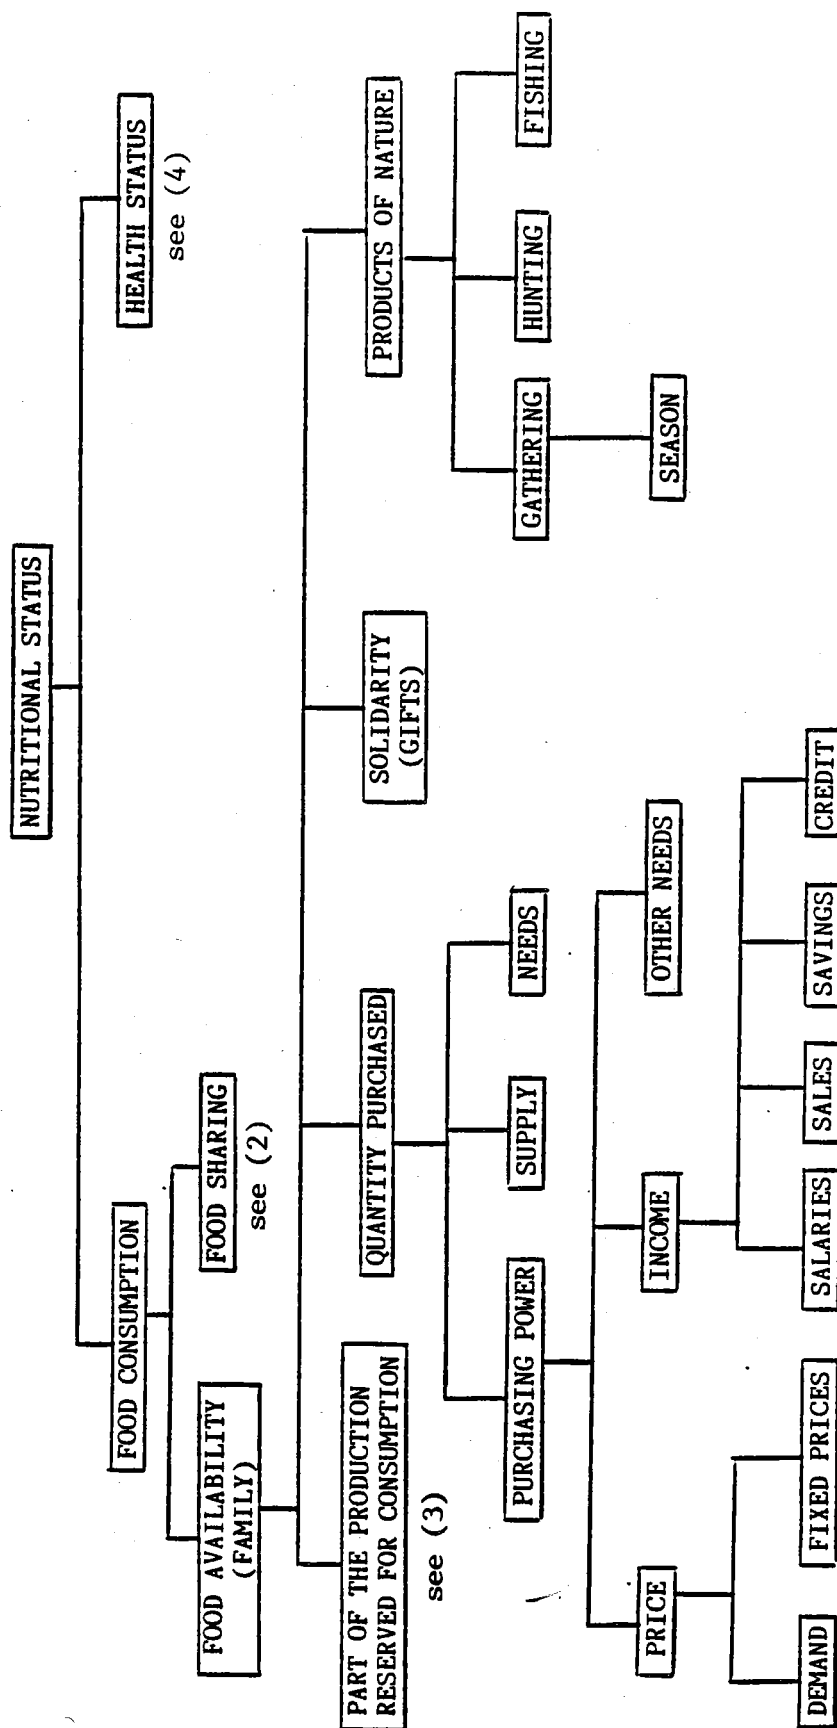 NUTRITIONAL STATUS
FOOD CONSUMPTION
HEALTH STATUS
see (4)
FOOD AVAILABILITY
(FAMILY)
FOOD SHARING
see (2)
PART OF THE PRODUCTION
RESERVED FOR CONSUMPTION
see (3)
QUANTITY PURCHASED
SOLIDARITY
(GIFTS)
PRODUCTS OF NATURE
PURCHASING POWER
SUPPLY
NEEDS
GATHERING
HUNTING
FISHING
PRICE
INCOME
OTHER NEEDS
SEASON
DEMAND
FIXED PRICES
SALARIES
SALES
SAVINGS
CREDIT